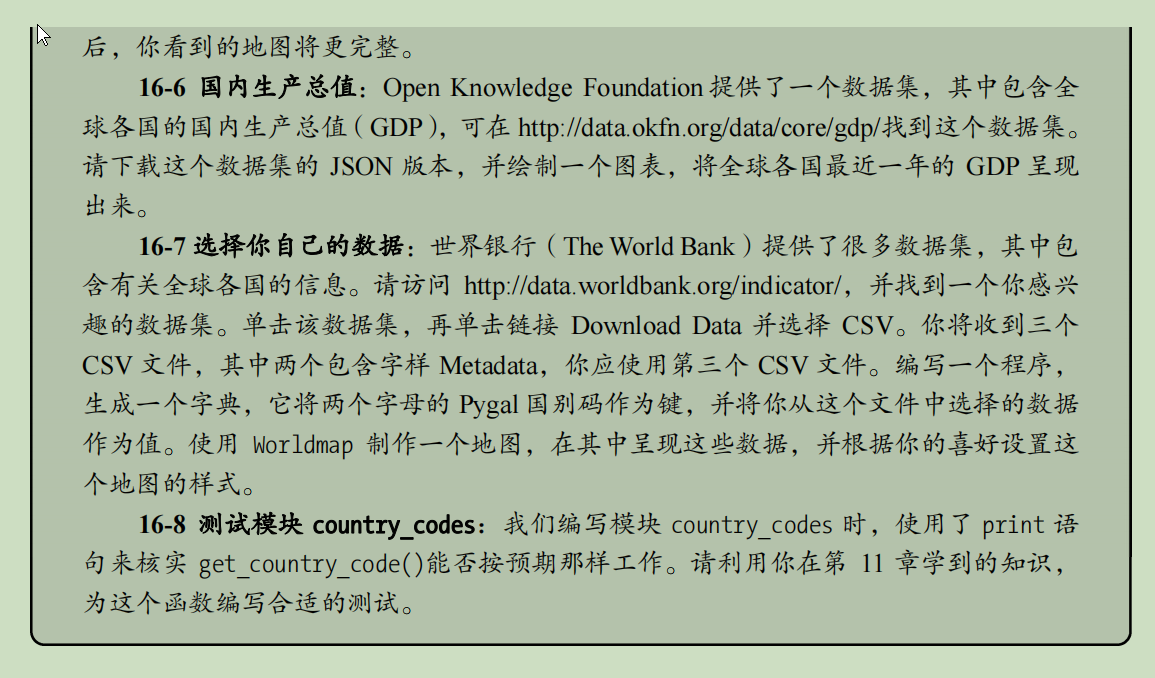 后，你看到的地图将更完整。
16-6 国内生产总值：Open Knowledge Foundation提供了一个数据集，其中包含全
球各国的国内生产总值（GDP），可在 http://data.okfn.org/data/core/gdp/找到这个数据集。
请下载这个数据集的 JSON 版本，并绘制一个图表，将全球各国最近一年的 GDP 呈现
出来。
16-7 选择你自己的数据：世界银行（The World Bank）提供了很多数据集，其中包
含有关全球各国的信息。请访问 http://data.worldbank.org/indicator/，并找到一个你感兴
趣的数据集。单击该数据集，再单击链接 Download Data 并选择 CSV。你将收到三个
CSV 文件，其中两个包含字样 Metadata，你应使用第三个 CSV 文件。编写一个程序，
生成一个字典，它将两个字母的 Pygal 国别码作为键，并将你从这个文件中选择的数据
作为值。使用 Worldmap 制作一个地图，在其中呈现这些数据，并根据你的喜好设置这
个地图的样式。
16-8 测试模块 country_codes：我们编写模块 country_codes 时，使用了 print 语
句来核实 get_country_code()能否按预期那样工作。请利用你在第 11 章学到的知识，
为这个函数编写合适的测试。